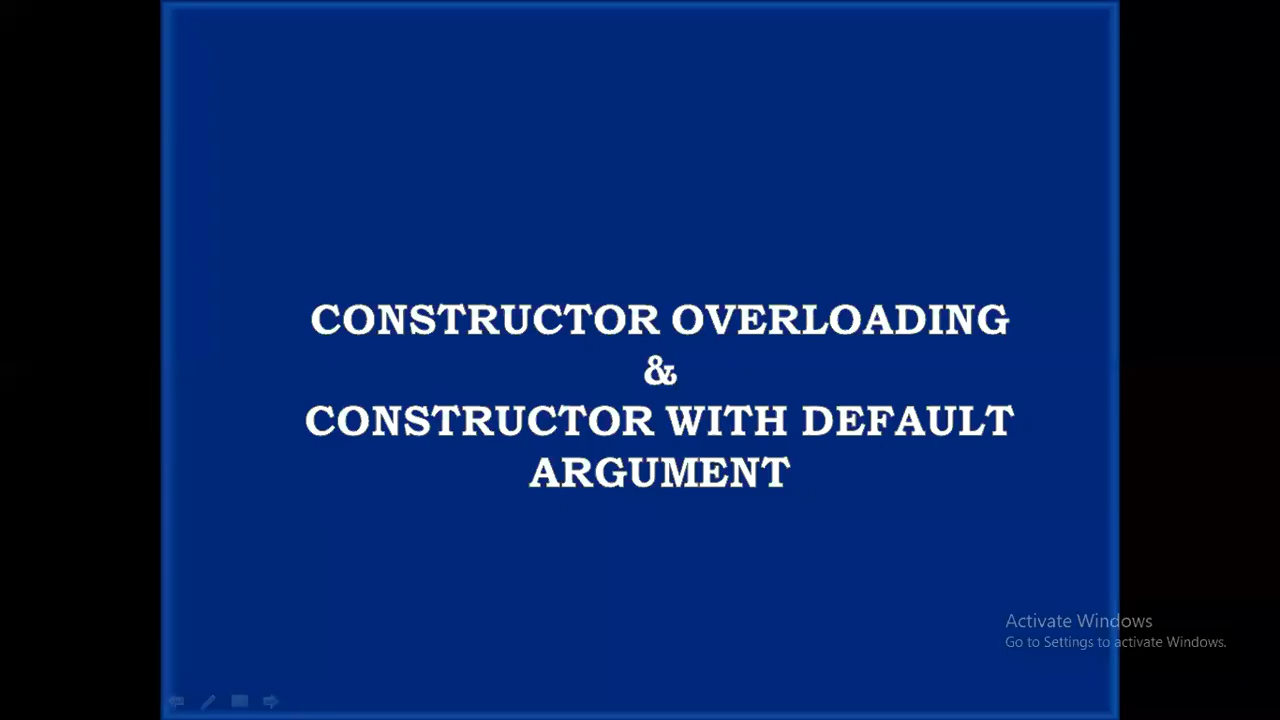 CONSTRUCTOR OVERLOADING
&
CONSTRUCTOR WITH DEFAULT
ARGUMENT
Activate Windows
Go to Settings to activate Windows.